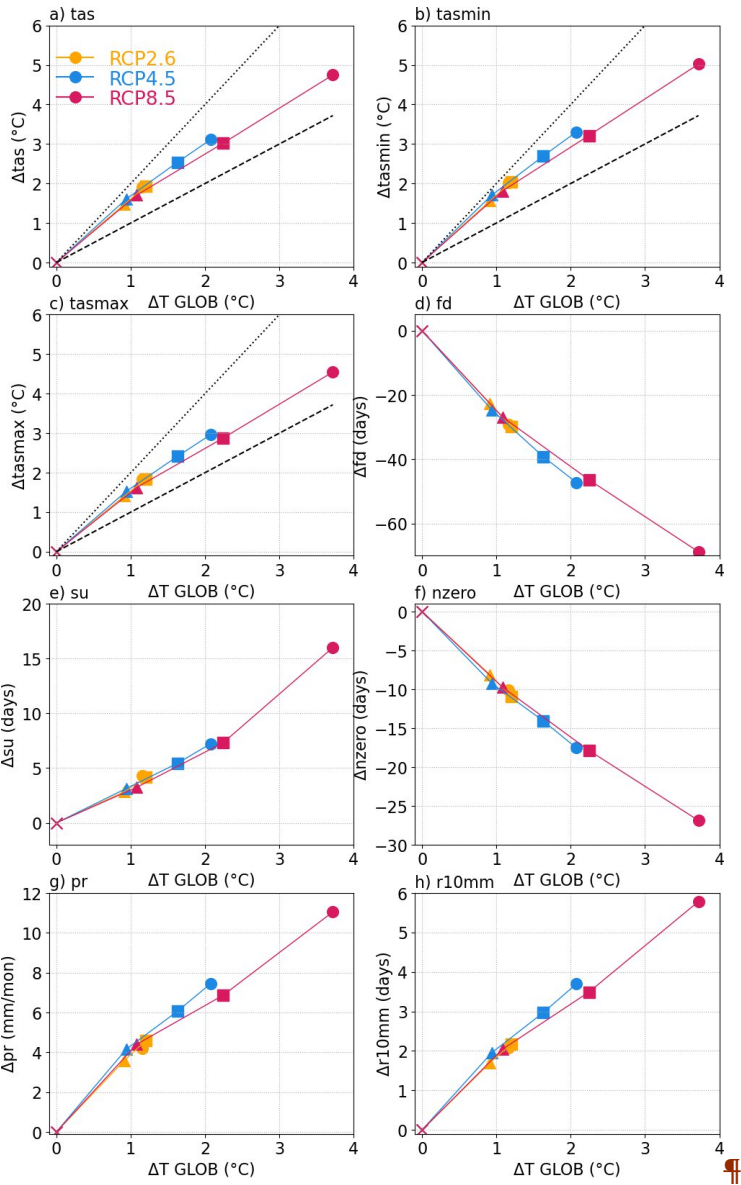 a) tas
6
5
4
3
2
1
0
Δtas (°C)
RCP2.6
RCP4.5
RCP8.5
0 1 2 3 4
ΔT GLOB (°C)
b) tasmin
6
5
4
3
2
1
0
Δtasmin (°C)
0 1 2 3 4
ΔT GLOB (°C)
c) tasmax
6
5
4
3
2
1
0
Δtasmax (°C)
0 1 2 3 4
ΔT GLOB (°C)
d) fd
0
−20
−40
−60
Δfd (days)
0 1 2 3 4
ΔT GLOB (°C)
e) su
20
15
10
5
0
Δsu (days)
0 1 2 3 4
ΔT GLOB (°C)
f) nzero
0
−5
−10
−15
−20
−25
−30
Δnzero (days)
0 1 2 3 4
ΔT GLOB (°C)
g) pr
12
10
8
6
4
2
0
Δpr (mm/mon)
0 1 2 3 4
ΔT GLOB (°C)
h) r10mm
6
5
4
3
2
1
0
Δr10mm (days)
0 1 2 3 4
ΔT GLOB (°C)
¶